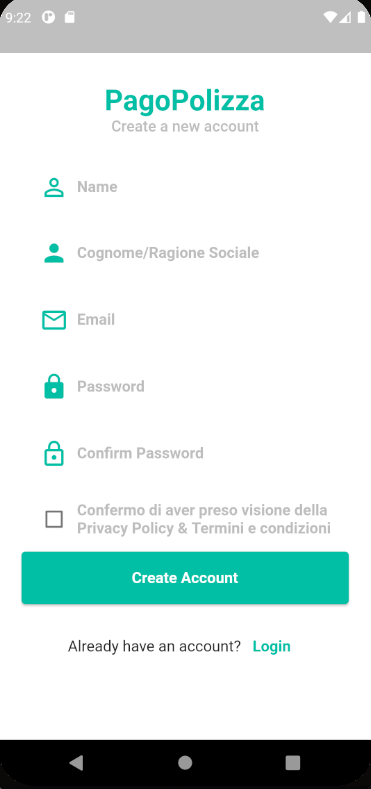 9:22
PagoPolizza
Create a new account
Name
Cognome/Ragione Sociale
Email
Password
Confirm Password
Confermo di aver preso visione della
Privacy Policy & Termini e condizioni
Create Account
Already have an account? Login